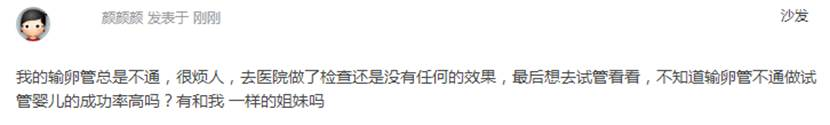 颜颜颜 发表于 刚刚
沙发
我的输卵管总是不通，很烦人，去医院做了检查还是没有任何的效果，最后想去试管看看，不知道输卵管不通做试
管婴儿的成功率高吗？有和我 一样的姐妹吗